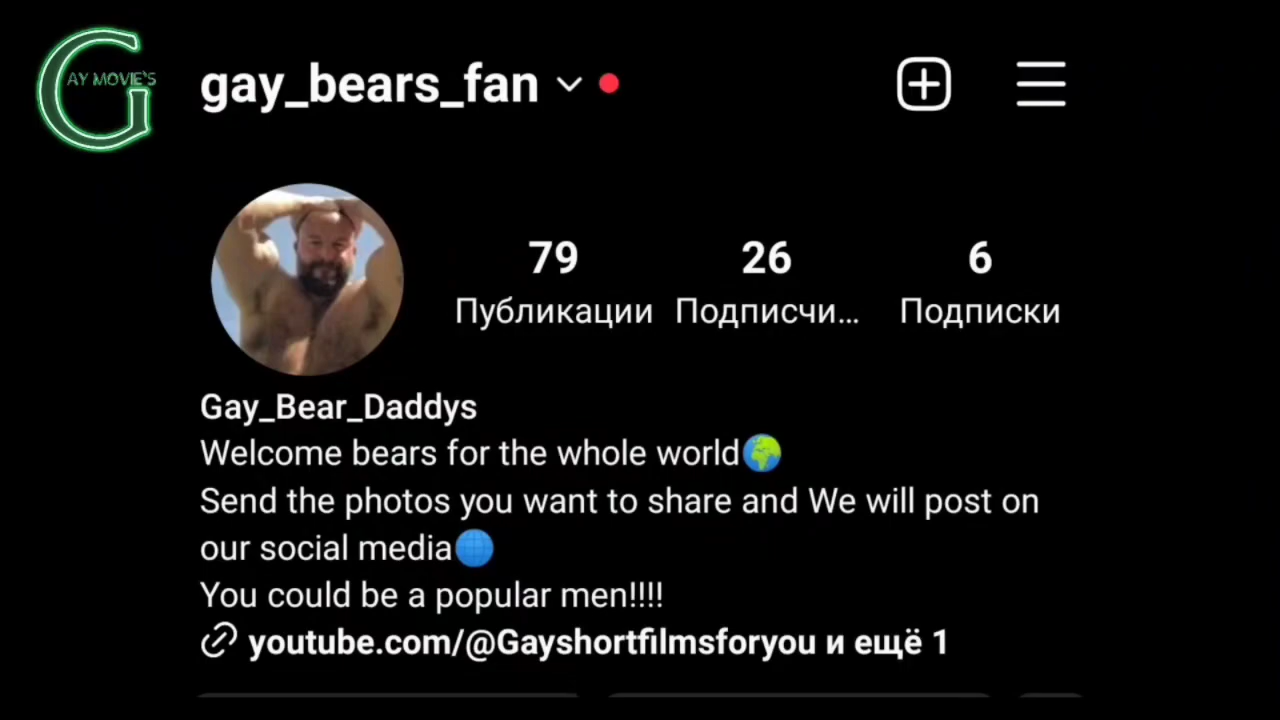 GAY MOVIE'S
gay_bears_fan
79 26 6
Публикации Подписчи... Подписки
Gay_Bear_Daddys
Welcome bears for the whole world🌍
Send the photos you want to share and We will post on
our social media🌐
You could be a popular men!!!!
youtube.com/@Gayshortfilmsforyou и ещё 1